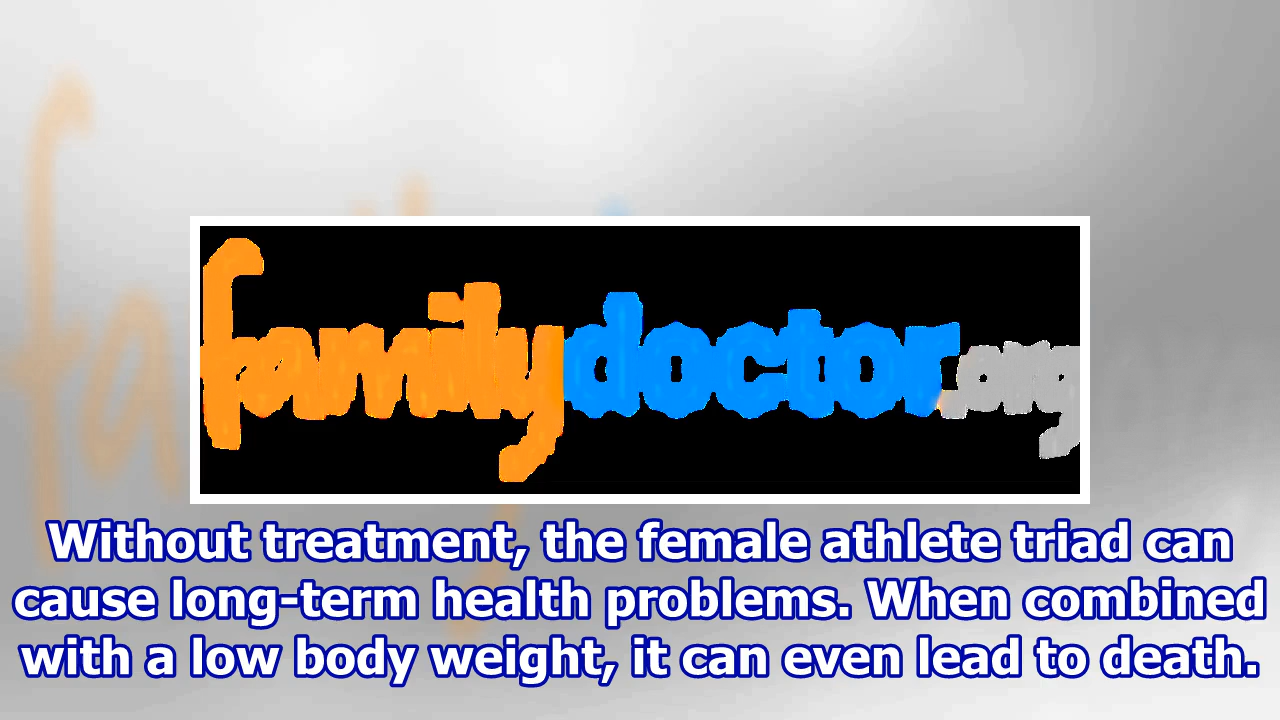 familydoctor.org
Without treatment, the female athlete triad can
cause long-term health problems. When combined
with a low body weight, it can even lead to death.